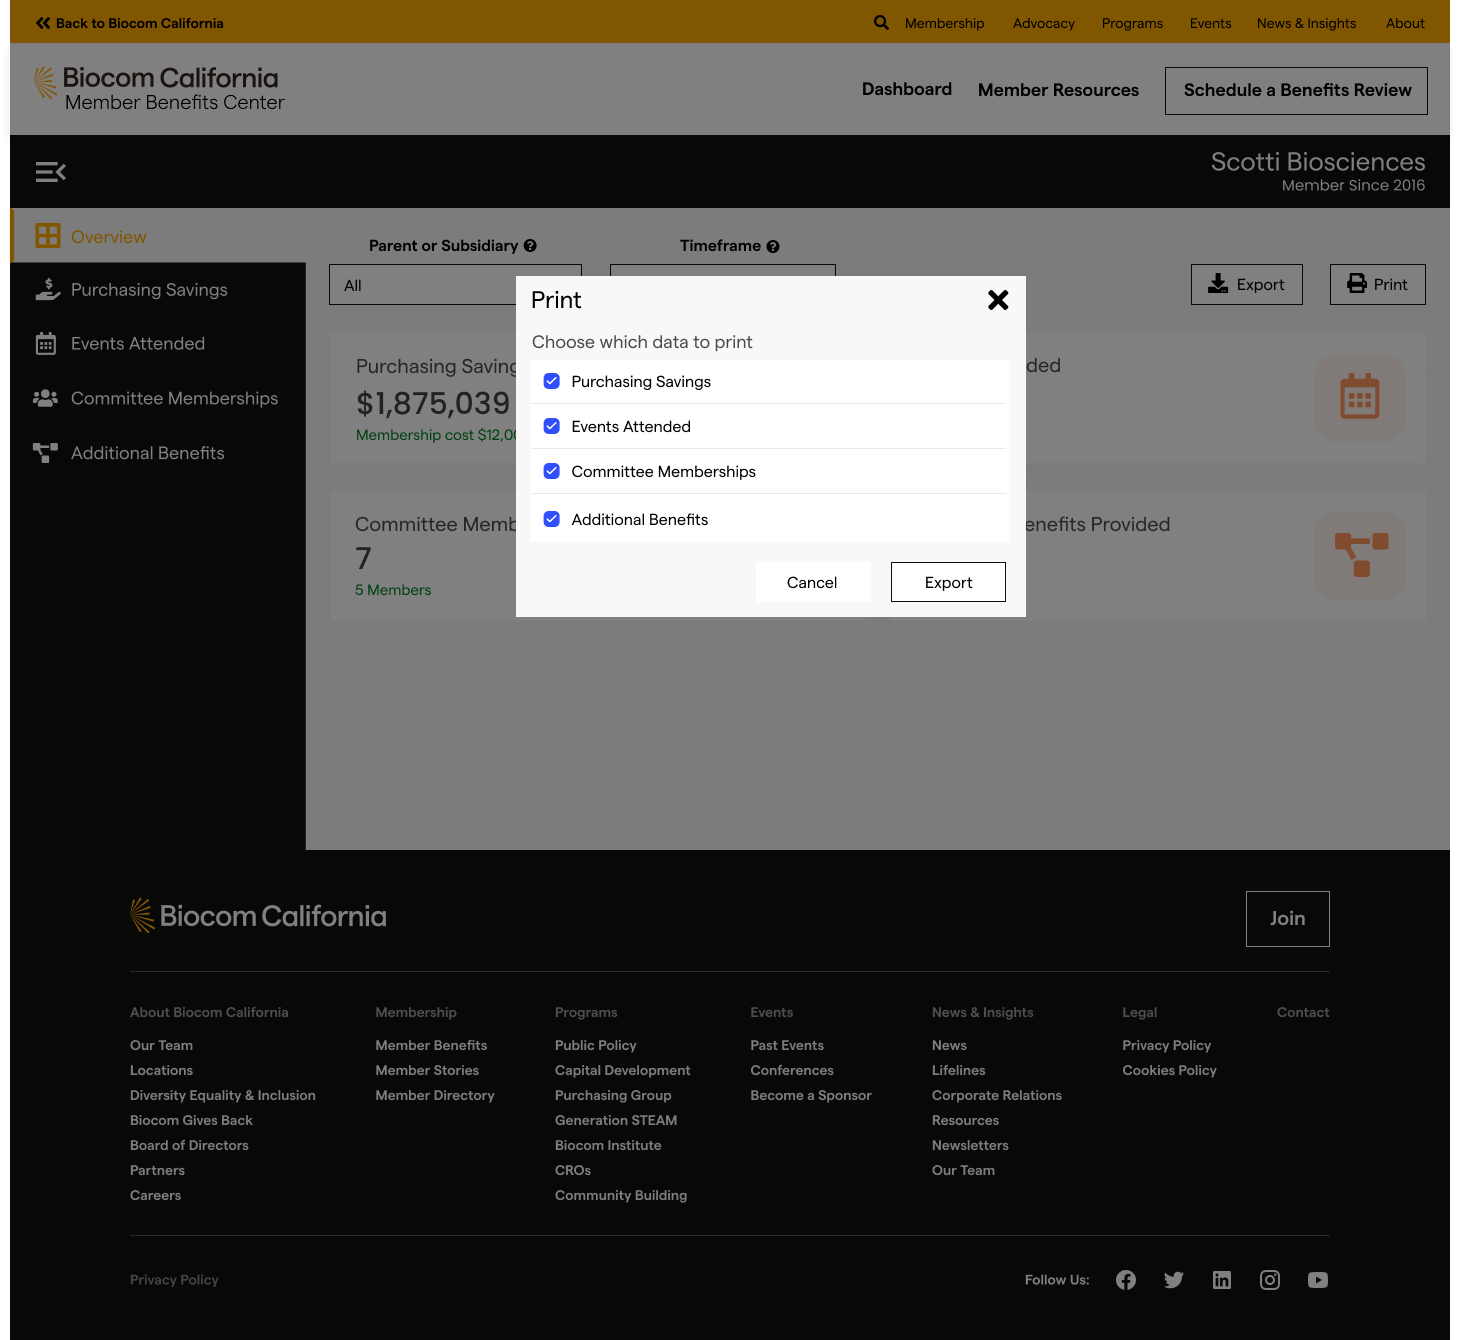 Back to Biocom California
Membership Advocacy Programs Events News & Insights About
Biocom California
Member Benefits Center
Dashboard Member Resources Schedule a Benefits Review
Scotti Biosciences
Member Since 2016
Overview
Purchasing Savings
Events Attended
Committee Memberships
Additional Benefits
Parent or Subsidiary ? Timeframe ?
All
Export Print
Purchasing Saving
$1,875,039
Membership cost $12,0
ded
Committee Memb
7
5 Members
enefits Provided
Print
Choose which data to print
Purchasing Savings
Events Attended
Committee Memberships
Additional Benefits
Cancel Export
Biocom California
Join
About Biocom California
Our Team
Locations
Diversity Equality & Inclusion
Biocom Gives Back
Board of Directors
Partners
Careers
Membership
Member Benefits
Member Stories
Member Directory
Programs
Public Policy
Capital Development
Purchasing Group
Generation STEAM
Biocom Institute
CROs
Community Building
Events
Past Events
Conferences
Become a Sponsor
News & Insights
News
Lifelines
Corporate Relations
Resources
Newsletters
Our Team
Legal
Privacy Policy
Cookies Policy
Contact
Privacy Policy
Follow Us: